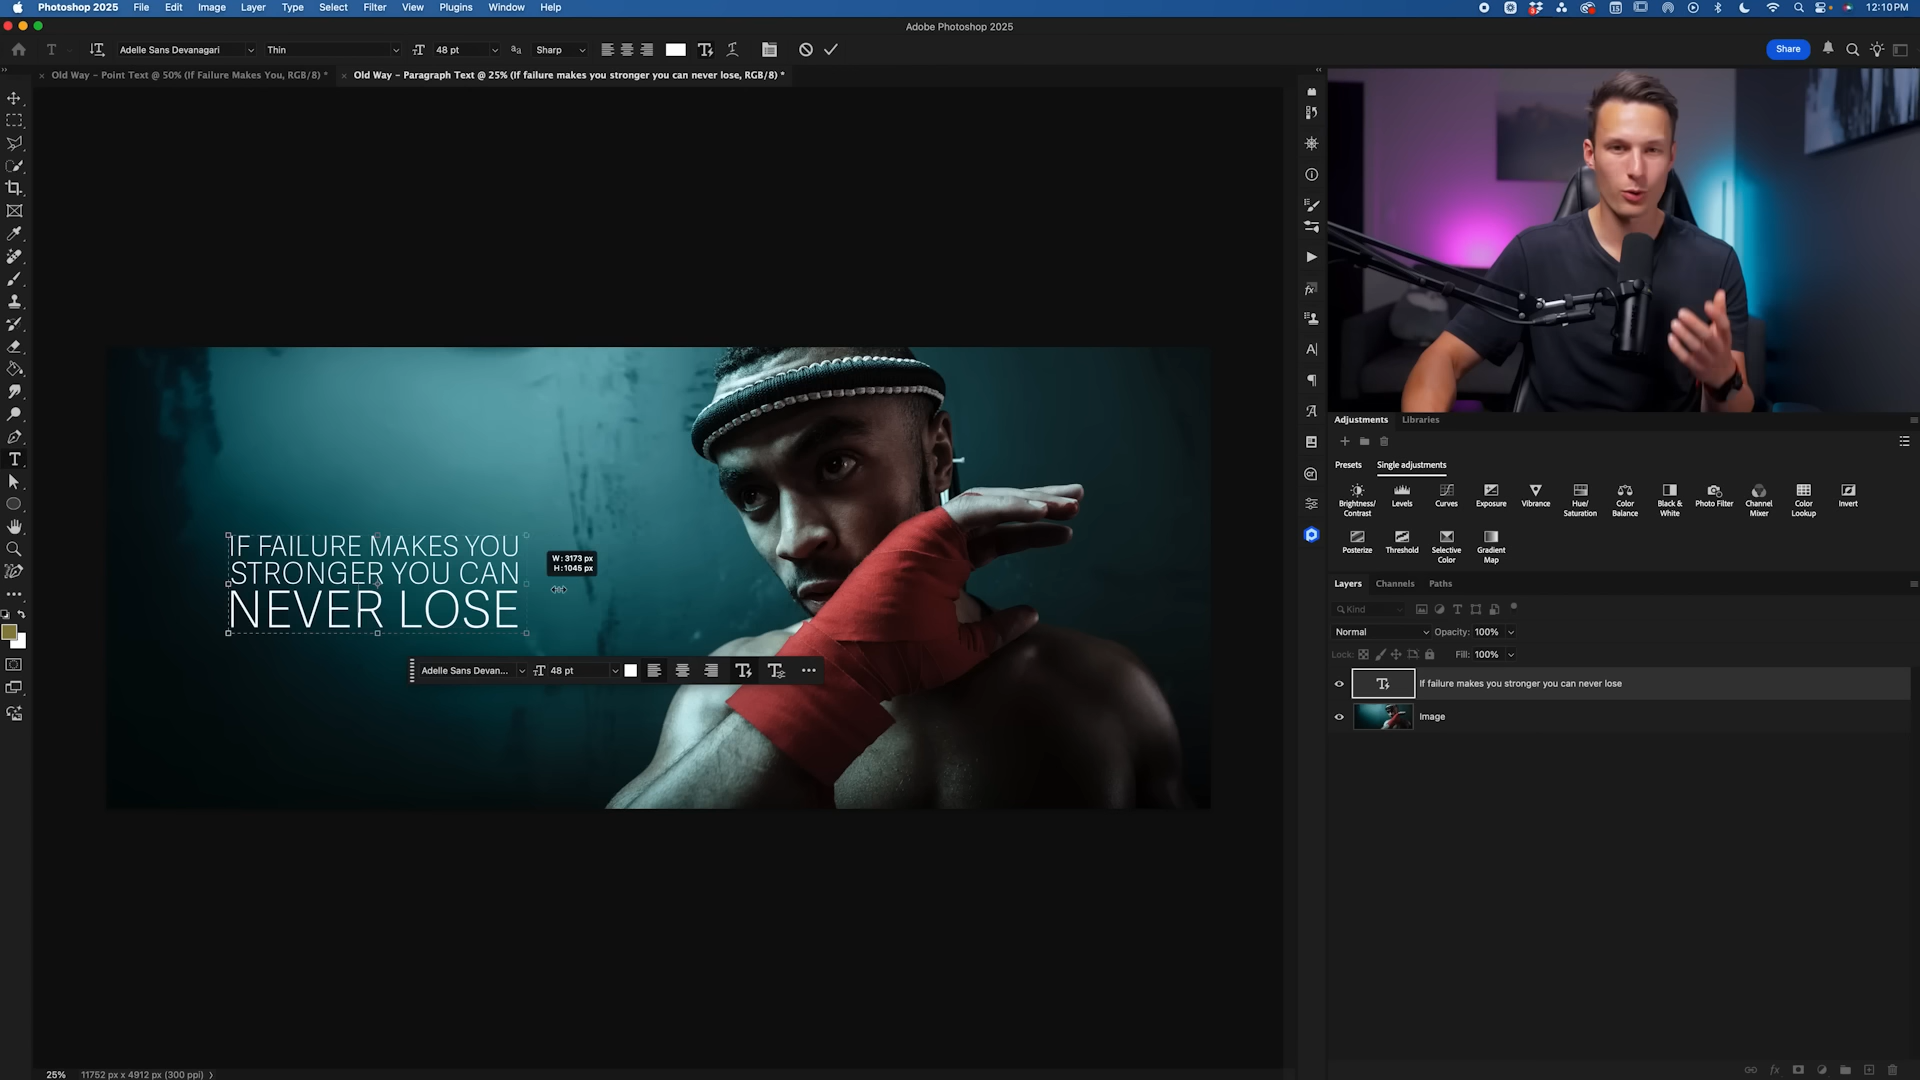 Photoshop 2025 File Edit Image Layer Type Select Filter View Plugins Window Help
12:10 PM
Adobe Photoshop 2025
Adelle Sans Devanagari Thin 48 pt Sharp
Share
Old Way – Point Text @ 50% (If Failure Makes You, RGB/8) *
Old Way – Paragraph Text @ 25% (If failure makes you stronger you can never lose, RGB/8) *
IF FAILURE MAKES YOU
STRONGER YOU CAN
NEVER LOSE
W: 3173 px
H: 1045 px
Adelle Sans Devan... 48 pt
Adjustments Libraries
Presets Single adjustments
Brightness/
Contrast
Levels
Curves
Exposure
Vibrance
Hue/
Saturation
Color
Balance
Black &
White
Photo Filter
Channel
Mixer
Color
Lookup
Invert
Posterize
Threshold
Selective
Color
Gradient
Map
Layers Channels Paths
Kind
Normal Opacity: 100%
Lock: Fill: 100%
If failure makes you stronger you can never lose
Image
25% 11752 px x 4912 px (300 ppi)